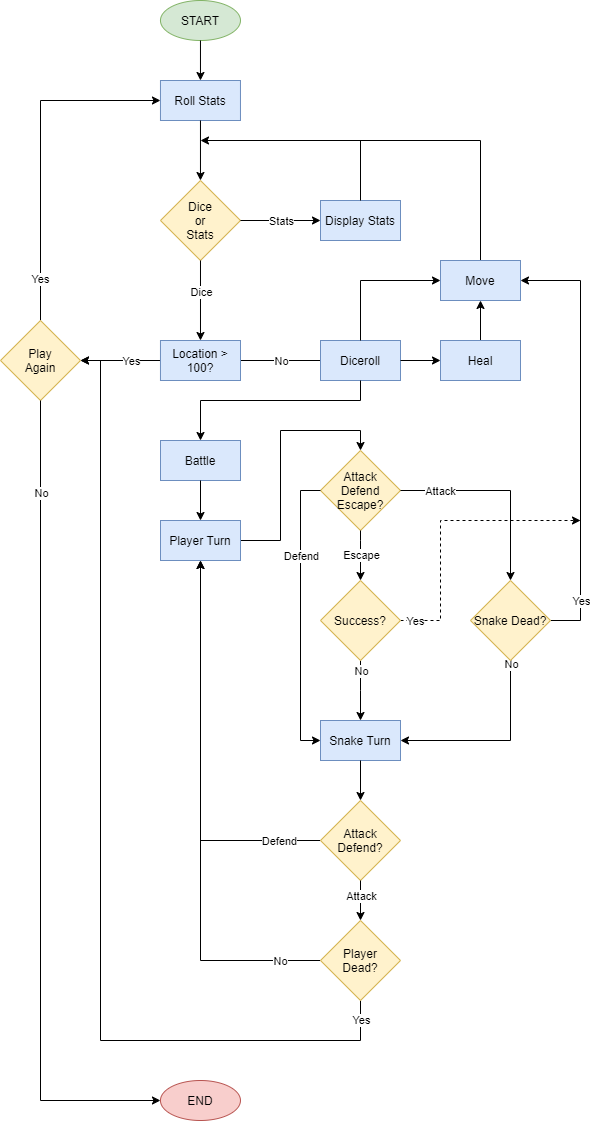 START
Roll Stats
Dice
or
Stats
Stats
Display Stats
Dice
Move
Yes
Play
Again
Yes
Location >
100?
No
Diceroll
Heal
Battle
Attack
Defend
Escape?
Attack
No
Player Turn
Defend
Escape
Success?
Yes
Snake Dead?
Yes
No
No
Snake Turn
Attack
Defend?
Defend
Attack
Player
Dead?
No
Yes
END